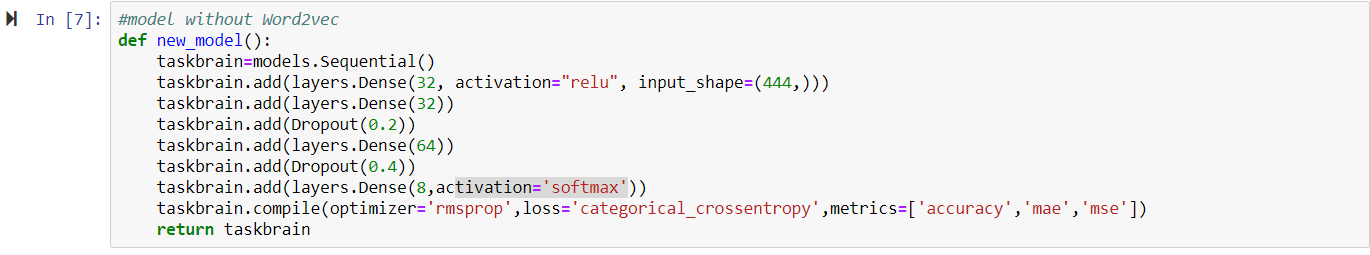 In [7]: #model without Word2vec
def new_model():
    taskbrain=models.Sequential()
    taskbrain.add(layers.Dense(32, activation="relu", input_shape=(444,)))
    taskbrain.add(layers.Dense(32))
    taskbrain.add(Dropout(0.2))
    taskbrain.add(layers.Dense(64))
    taskbrain.add(Dropout(0.4))
    taskbrain.add(layers.Dense(8,activation='softmax'))
    taskbrain.compile(optimizer='rmsprop',loss='categorical_crossentropy',metrics=['accuracy','mae','mse'])
    return taskbrain